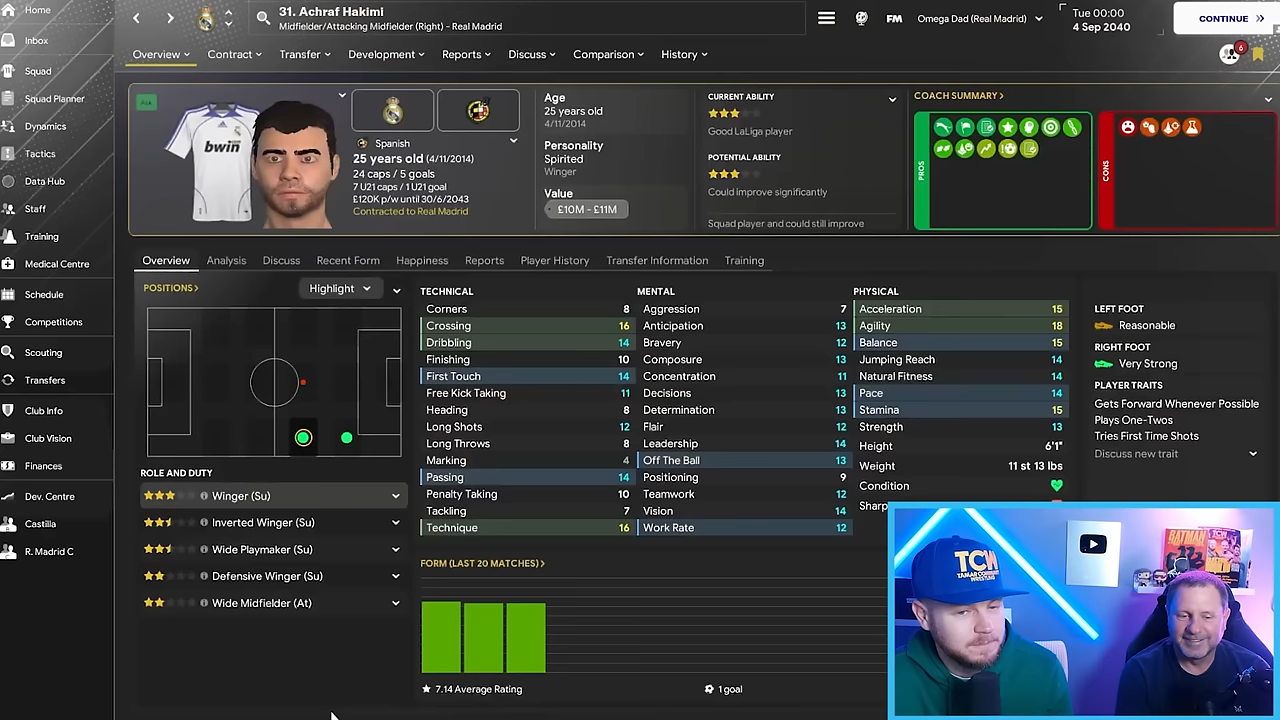 Home
Inbox
Squad
Squad Planner
Dynamics
Tactics
Data Hub
Staff
Training
Medical Centre
Schedule
Competitions
Scouting
Transfers
Club Info
Club Vision
Finances
Dev. Centre
Castilla
R. Madrid C
31. Achraf Hakimi
Midfielder/Attacking Midfielder (Right) - Real Madrid
FM
Omega Dad (Real Madrid)
Tue 00:00
4 Sep 2040
CONTINUE
6
Overview
Contract
Transfer
Development
Reports
Discuss
Comparison
History
Ask
bwin
Spanish
25 years old (4/11/2014)
24 caps / 5 goals
7 U21 caps / 1 U21 goal
£120K p/w until 30/6/2043
Contracted to Real Madrid
Age
25 years old
4/11/2014
Personality
Spirited
Winger
Value
£10M - £11M
CURRENT ABILITY
Good LaLiga player
POTENTIAL ABILITY
Could improve significantly
Squad player and could still improve
COACH SUMMARY >
PROS
CONS
Overview
Analysis
Discuss
Recent Form
Happiness
Reports
Player History
Transfer Information
Training
POSITIONS>
Highlight
ROLE AND DUTY
Winger (Su)
Inverted Winger (Su)
Wide Playmaker (Su)
Defensive Winger (Su)
Wide Midfielder (At)
TECHNICAL
Corners 8
Crossing 16
Dribbling 14
Finishing 10
First Touch 14
Free Kick Taking 11
Heading 8
Long Shots 12
Long Throws 8
Marking 4
Passing 14
Penalty Taking 10
Tackling 7
Technique 16
MENTAL
Aggression 7
Anticipation 13
Bravery 12
Composure 13
Concentration 11
Decisions 13
Determination 13
Flair 12
Leadership 14
Off The Ball 13
Positioning 9
Teamwork 12
Vision 14
Work Rate 12
PHYSICAL
Acceleration 15
Agility 18
Balance 15
Jumping Reach 14
Natural Fitness 14
Pace 14
Stamina 15
Strength 13
Height 6'1"
Weight 11 st 13 lbs
Condition
Sharp
LEFT FOOT
Reasonable
RIGHT FOOT
Very Strong
PLAYER TRAITS
Gets Forward Whenever Possible
Plays One-Twos
Tries First Time Shots
Discuss new trait
FORM (LAST 20 MATCHES)>
7.14 Average Rating
1 goal
TCW
BATMAN